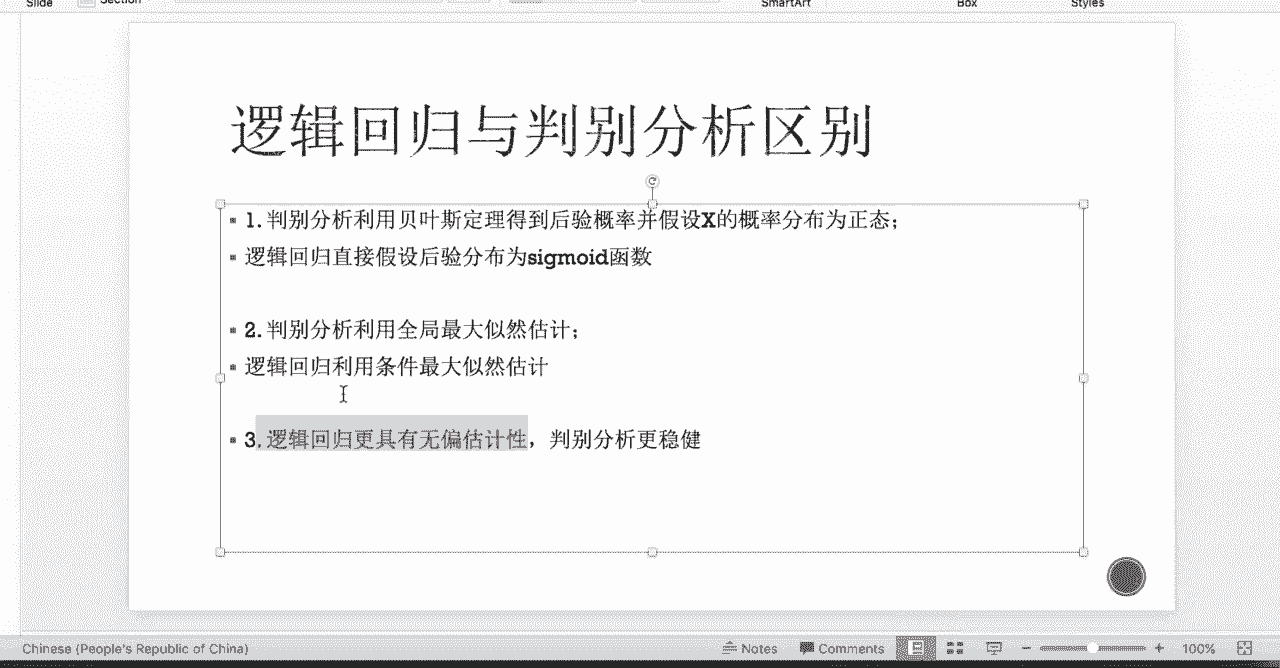 Slide
Section
SmartArt
Box
Styles
逻辑回归与判别分析区别
1. 判别分析利用贝叶斯定理得到后验概率并假设X的概率分布为正态；
逻辑回归直接假设后验分布为sigmoid函数
2. 判别分析利用全局最大似然估计；
逻辑回归利用条件最大似然估计
3. 逻辑回归更具有无偏估计性，判别分析更稳健
Chinese (People's Republic of China)
Notes
Comments
100%